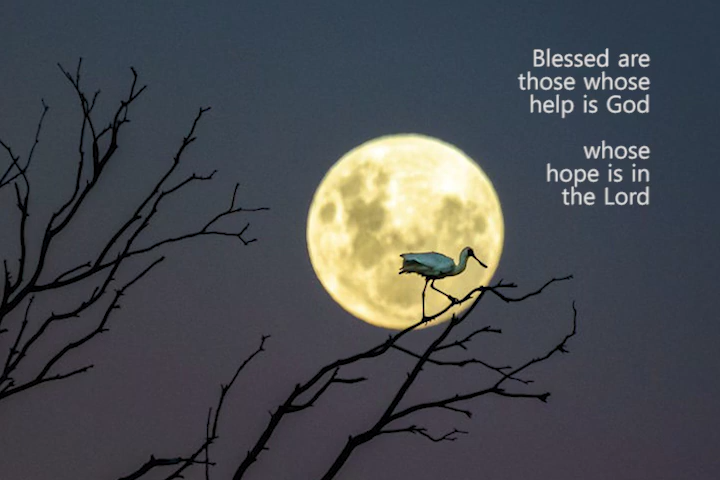 Blessed are
those whose
help is God
whose
hope is in
the Lord